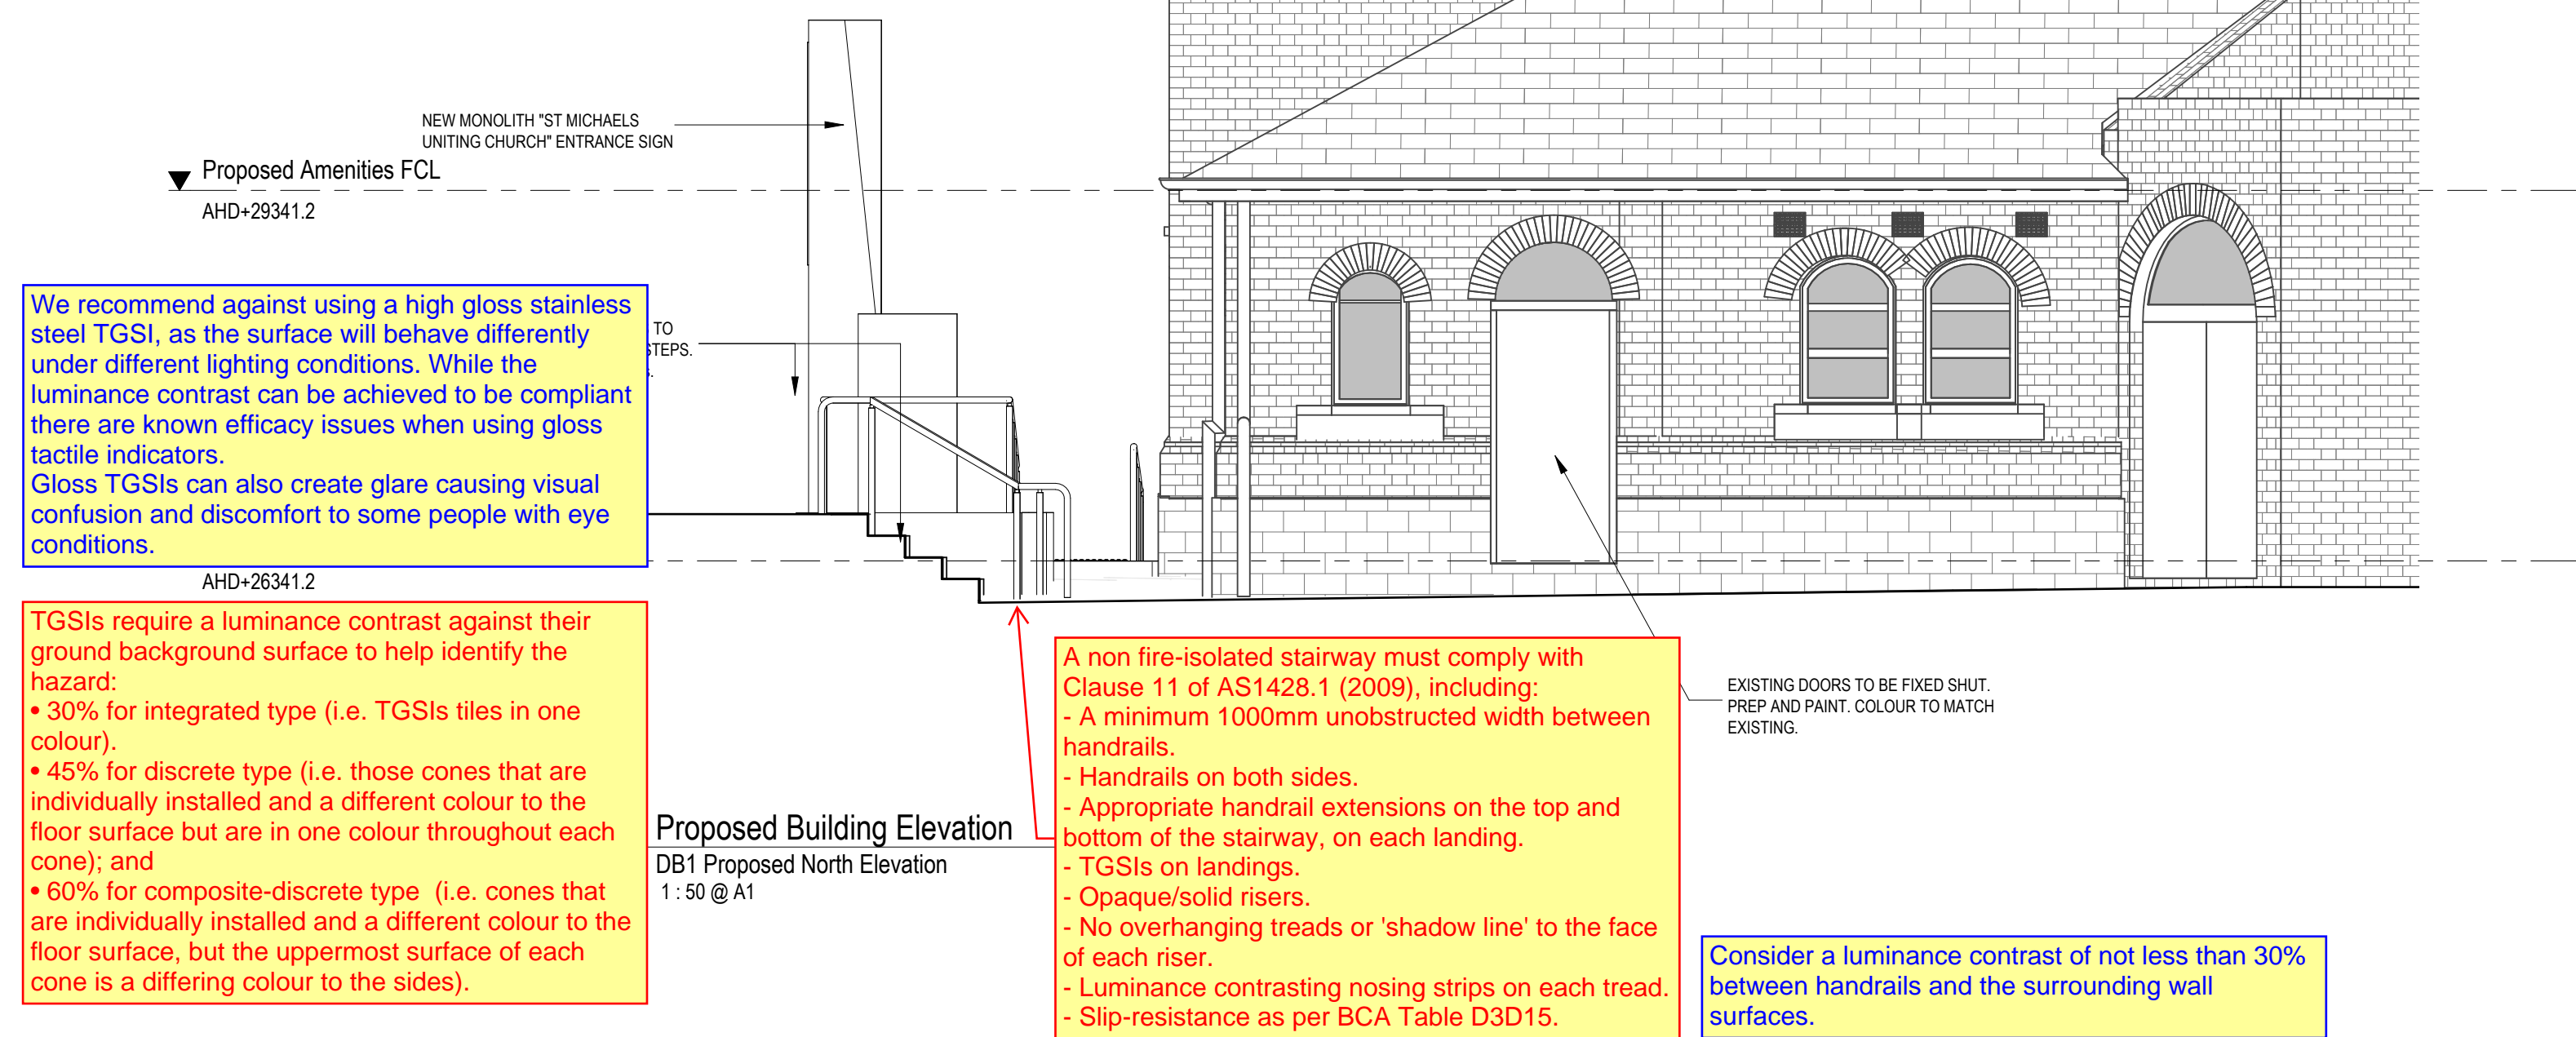 NEW MONOLITH "ST MICHAELS
UNITING CHURCH" ENTRANCE SIGN
Proposed Amenities FCL
AHD+29341.2
We recommend against using a high gloss stainless
steel TGSI, as the surface will behave differently
under different lighting conditions. While the
luminance contrast can be achieved to be compliant
there are known efficacy issues when using gloss
tactile indicators.
Gloss TGSIs can also create glare causing visual
confusion and discomfort to some people with eye
conditions.
TO
STEPS.
AHD+26341.2
TGSIs require a luminance contrast against their
ground background surface to help identify the
hazard:
• 30% for integrated type (i.e. TGSIs tiles in one
colour).
• 45% for discrete type (i.e. those cones that are
individually installed and a different colour to the
floor surface but are in one colour throughout each
cone); and
• 60% for composite-discrete type  (i.e. cones that
are individually installed and a different colour to the
floor surface, but the uppermost surface of each
cone is a differing colour to the sides).
Proposed Building Elevation
DB1 Proposed North Elevation
1 : 50 @ A1
A non fire-isolated stairway must comply with
Clause 11 of AS1428.1 (2009), including:
- A minimum 1000mm unobstructed width between
handrails.
- Handrails on both sides.
- Appropriate handrail extensions on the top and
bottom of the stairway, on each landing.
- TGSIs on landings.
- Opaque/solid risers.
- No overhanging treads or 'shadow line' to the face
of each riser.
- Luminance contrasting nosing strips on each tread.
- Slip-resistance as per BCA Table D3D15.
EXISTING DOORS TO BE FIXED SHUT.
PREP AND PAINT. COLOUR TO MATCH
EXISTING.
Consider a luminance contrast of not less than 30%
between handrails and the surrounding wall
surfaces.